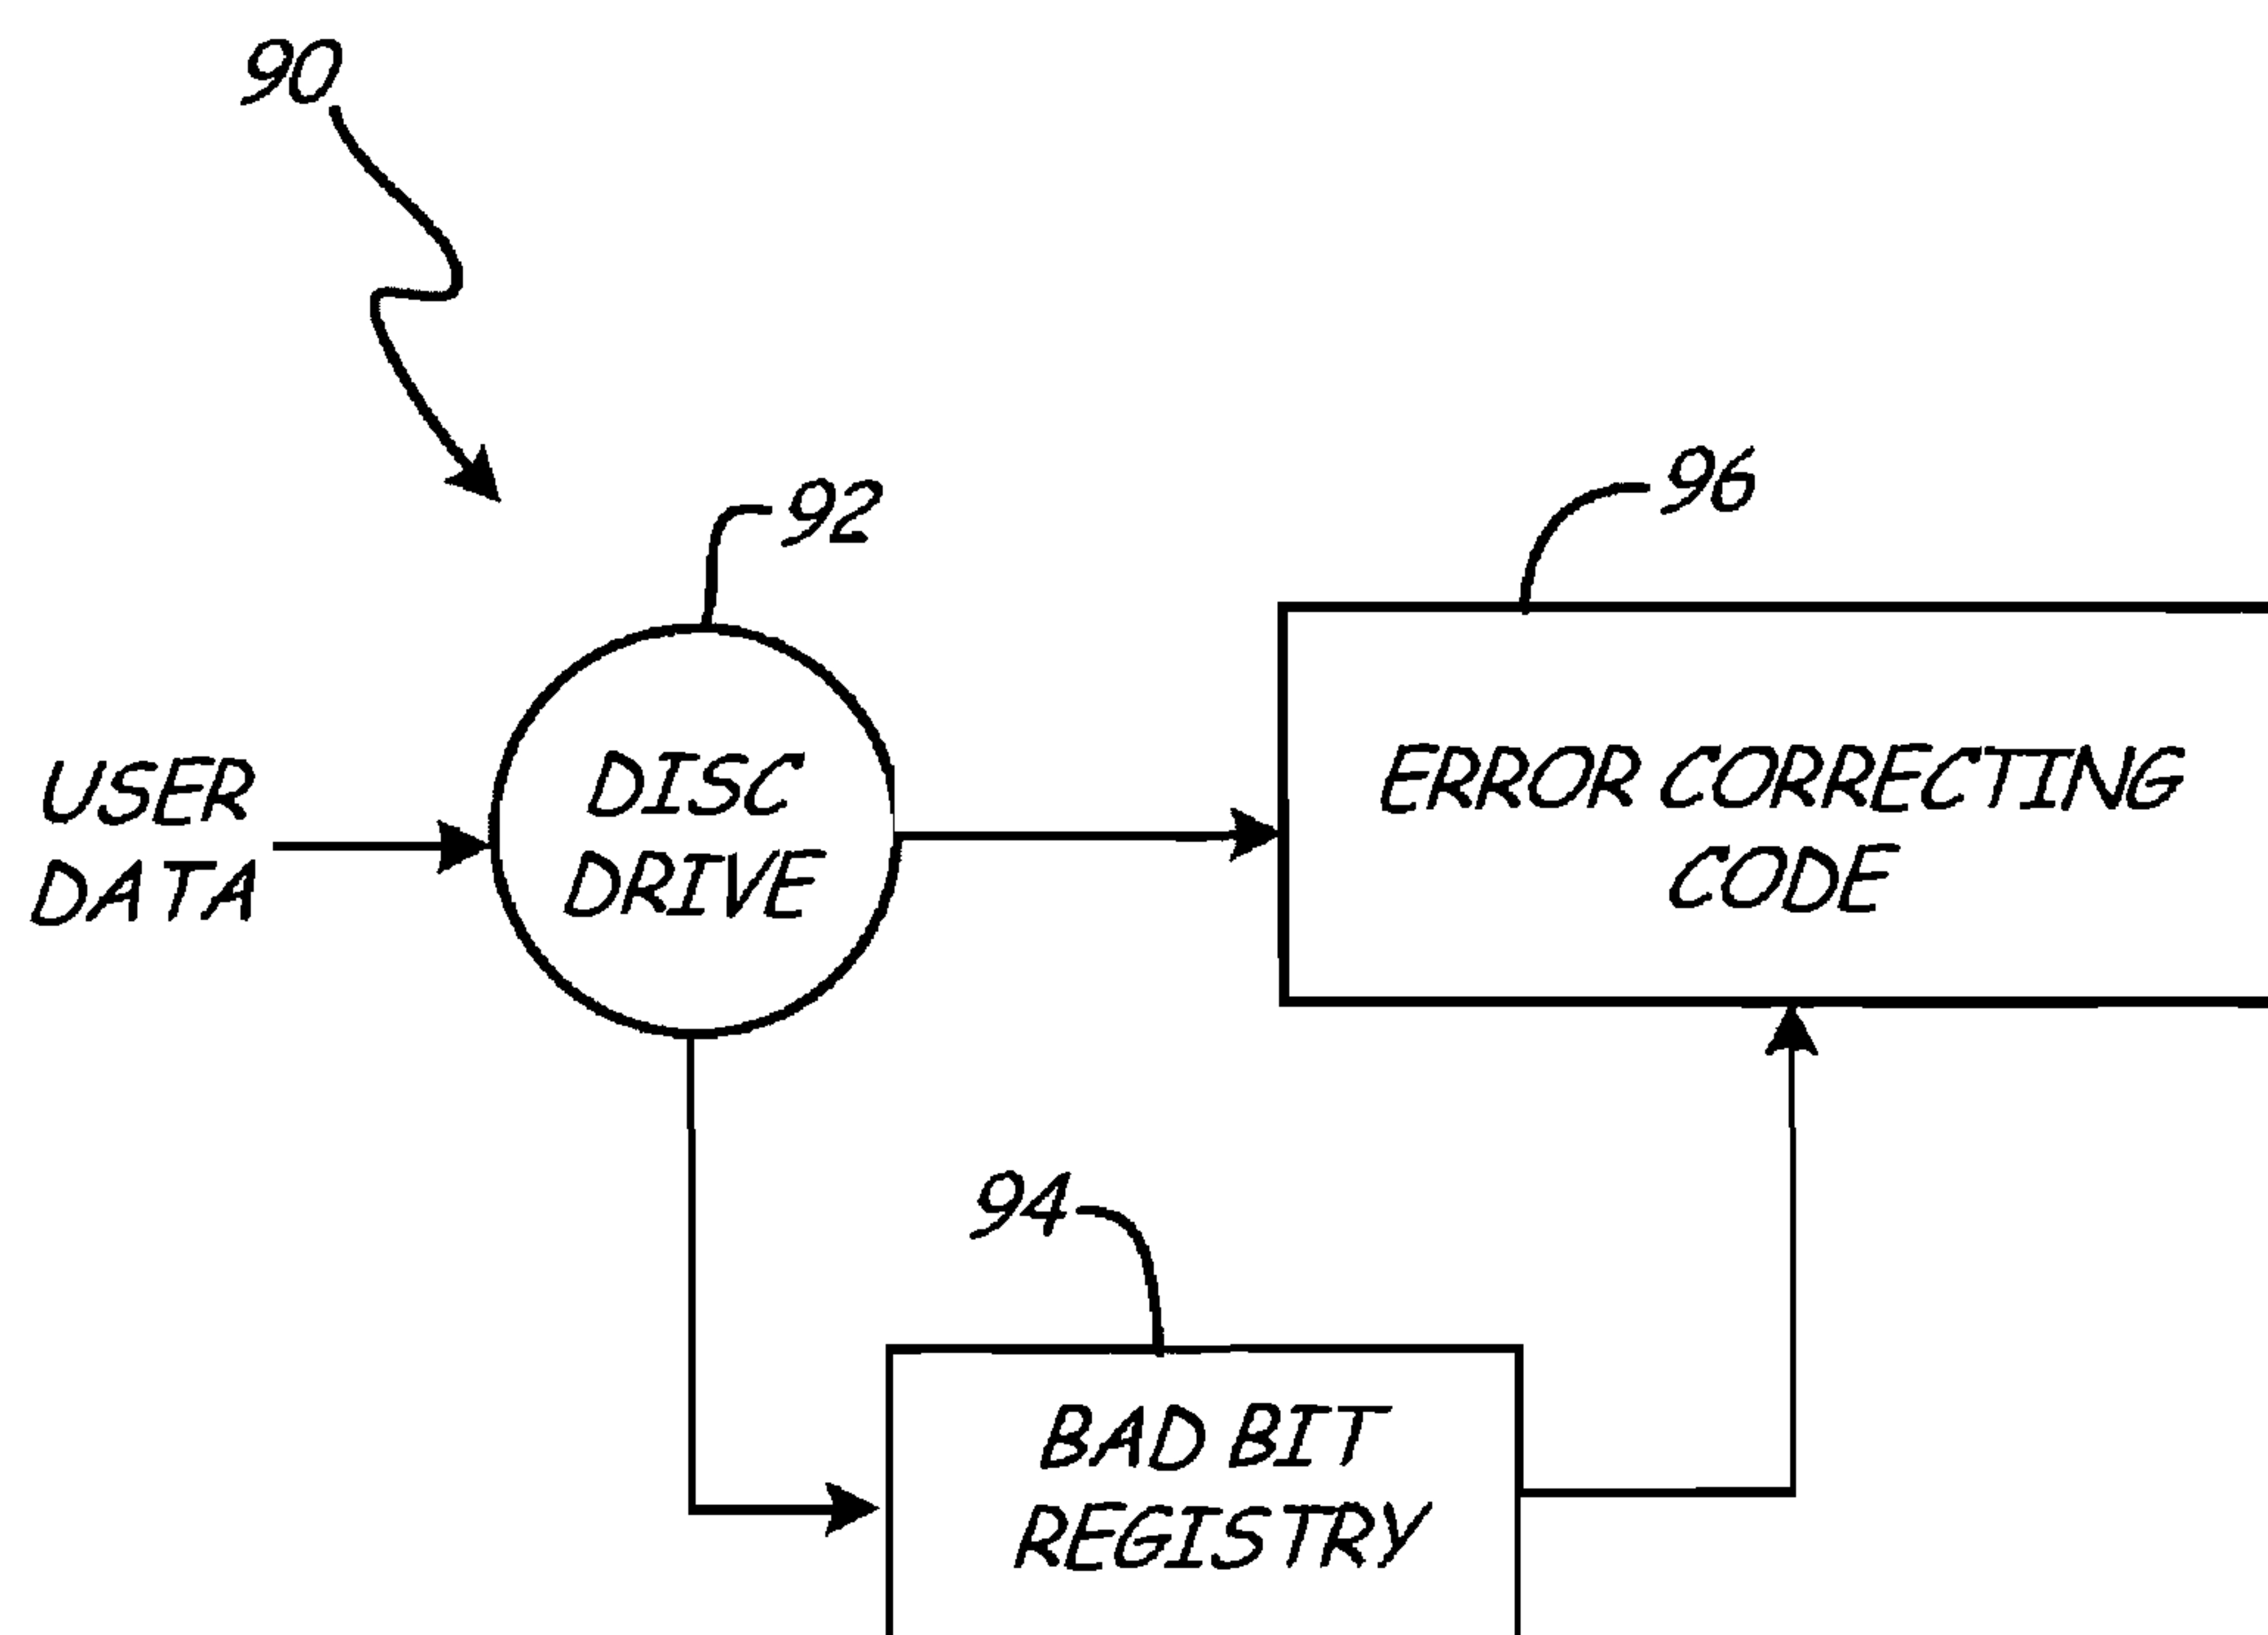 90
92
96
USER
DATA
DISC
DRIVE
ERROR CORRECTING
CODE
94
BAD BIT
REGISTRY